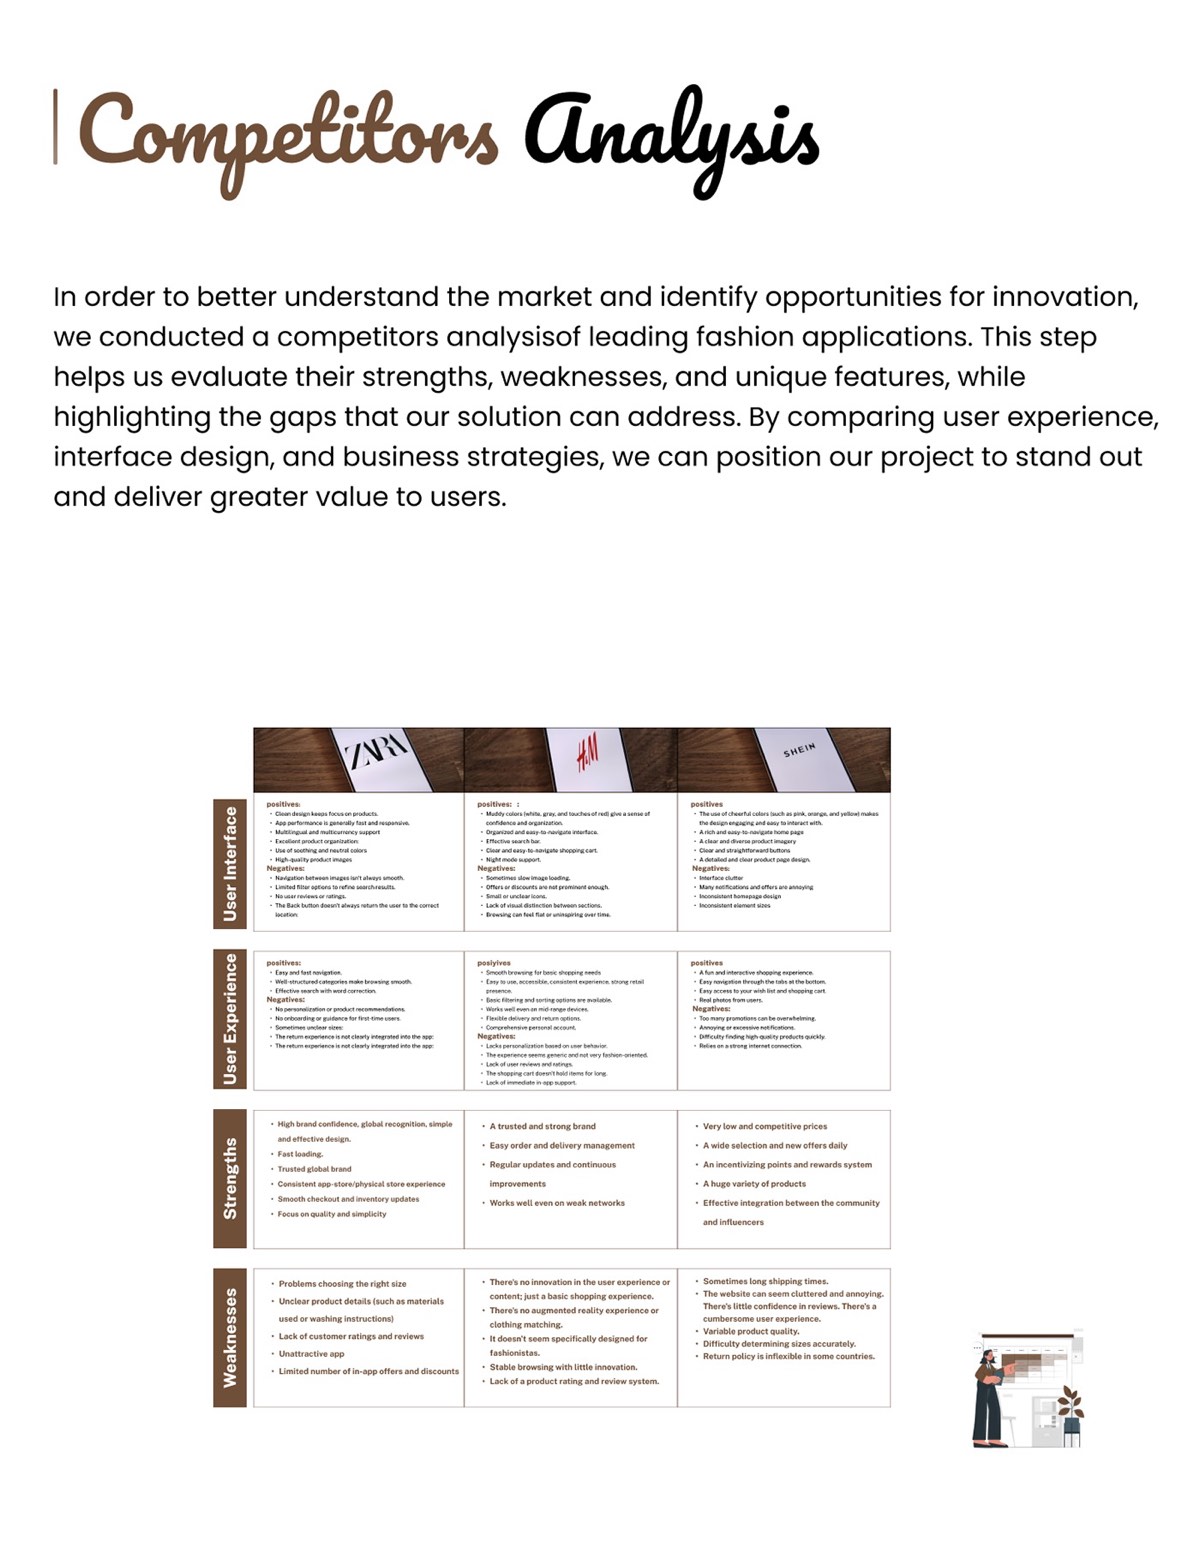 Competitors Analysis
In order to better understand the market and identify opportunities for innovation,
we conducted a competitors analysisof leading fashion applications. This step
helps us evaluate their strengths, weaknesses, and unique features, while
highlighting the gaps that our solution can address. By comparing user experience,
interface design, and business strategies, we can position our project to stand out
and deliver greater value to users.
ZARA
H&M
SHEIN
User Interface
positives:
• Clean design keeps focus on products.
• App performance is generally fast and responsive.
• Multilingual and multicurrency support
• Excellent product organization:
• Use of soothing and neutral colors
• High-quality product images
Negatives:
• Navigation between images isn't always smooth.
• Limited filter options to refine search results.
• No user reviews or ratings.
• The Back button doesn't always return the user to the correct
location:
positives: :
• Muddy colors (white, gray, and touches of red) give a sense of
confidence and organization.
• Organized and easy-to-navigate interface.
• Effective search bar.
• Clear and easy-to-navigate shopping cart.
• Night mode support.
Negatives:
• Sometimes slow image loading.
• Offers or discounts are not prominent enough.
• Small or unclear icons.
• Lack of visual distinction between sections.
• Browsing can feel flat or uninspiring over time.
positives
• The use of cheerful colors (such as pink, orange, and yellow) makes
the design engaging and easy to interact with.
• A rich and easy-to-navigate home page
• A clear and diverse product imagery
• Clear and straightforward buttons
• A detailed and clear product page design.
Negatives:
• Interface clutter
• Many notifications and offers are annoying
• Inconsistent homepage design
• Inconsistent element sizes
User Experience
positives:
• Easy and fast navigation.
• Well-structured categories make browsing smooth.
• Effective search with word correction.
Negatives:
• No personalization or product recommendations.
• No onboarding or guidance for first-time users.
• Sometimes unclear sizes:
• The return experience is not clearly integrated into the app:
• The return experience is not clearly integrated into the app:
posiyives
• Smooth browsing for basic shopping needs
• Easy to use, accessible, consistent experience, strong retail
presence.
• Basic filtering and sorting options are available.
• Works well even on mid-range devices.
• Flexible delivery and return options.
• Comprehensive personal account.
Negatives:
• Lacks personalization based on user behavior.
• The experience seems generic and not very fashion-oriented.
• Lack of user reviews and ratings.
• The shopping cart doesn't hold items for long.
• Lack of immediate in-app support.
positives
• A fun and interactive shopping experience.
• Easy navigation through the tabs at the bottom.
• Easy access to your wish list and shopping cart
• Real photos from users.
Negatives:
• Too many promotions can be overwhelming.
• Annoying or excessive notifications.
• Difficulty finding high-quality products quickly.
• Relies on a strong internet connection.
Strengths
• High brand confidence, global recognition, simple
and effective design.
• Fast loading.
• Trusted global brand
• Consistent app-store/physical store experience
• Smooth checkout and inventory updates
• Focus on quality and simplicity
• A trusted and strong brand
• Easy order and delivery management
• Regular updates and continuous
improvements
• Works well even on weak networks
• Very low and competitive prices
• A wide selection and new offers daily
• An incentivizing points and rewards system
• A huge variety of products
• Effective integration between the community
and influencers
Weaknesses
• Problems choosing the right size
• Unclear product details (such as materials
used or washing instructions)
• Lack of customer ratings and reviews
• Unattractive app
• Limited number of in-app offers and discounts
• There's no innovation in the user experience or
content; just a basic shopping experience.
• There's no augmented reality experience or
clothing matching.
• It doesn't seem specifically designed for
fashionistas.
• Stable browsing with little innovation.
• Lack of a product rating and review system.
• Sometimes long shipping times.
• The website can seem cluttered and annoying.
There's little confidence in reviews. There's a
cumbersome user experience.
• Variable product quality.
• Difficulty determining sizes accurately.
• Return policy is inflexible in some countries.